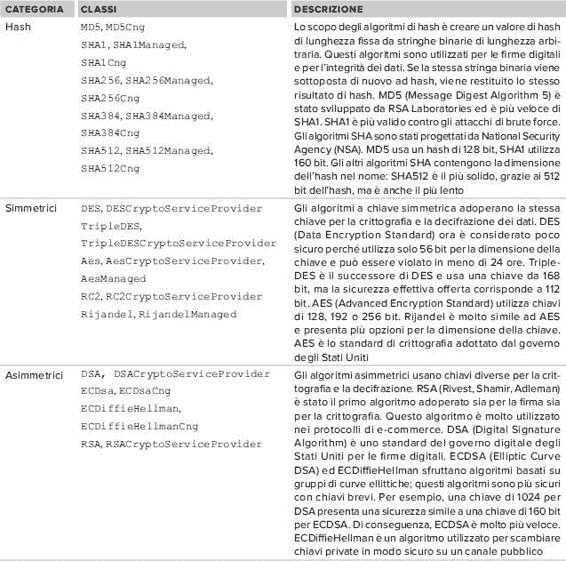 CATEGORIA CLASSI DESCRIZIONE
Hash MD5, MD5Cng
SHA1, SHA1Managed,
SHA1Cng
SHA256, SHA256Managed,
SHA256Cng
SHA384, SHA384Managed,
SHA384Cng
SHA512, SHA512Managed,
SHA512Cng
Lo scopo degli algoritmi di hash è creare un valore di hash
di lunghezza fissa da stringhe binarie di lunghezza arbi-
traria. Questi algoritmi sono utilizzati per le firme digitali
e per l'integrità dei dati. Se la stessa stringa binaria viene
sottoposta di nuovo ad hash, viene restituito lo stesso
risultato di hash. MD5 (Message Digest Algorithm 5) è
stato sviluppato da RSA Laboratories ed è più veloce di
SHA1. SHA1 è più valido contro gli attacchi di brute force.
Gli algoritmi SHA sono stati progettati da National Security
Agency (NSA). MD5 usa un hash di 128 bit, SHA1 utilizza
160 bit. Gli altri algoritmi SHA contengono la dimensione
dell'hash nel nome: SHA512 è il più solido, grazie ai 512
bit dell'hash, ma è anche il più lento
Simmetrici DES, DESCryptoServiceProvider
TripleDES,
TripleDESCryptoServiceProvider
Aes, AesCryptoServiceProvider,
AesManaged
RC2, RC2CryptoServiceProvider
Rijandel, RijandelManaged
Gli algoritmi a chiave simmetrica adoperano la stessa
chiave per la crittografia e la decifrazione dei dati. DES
(Data Encryption Standard) ora è considerato poco
sicuro perché utilizza solo 56 bit per la dimensione della
chiave e può essere violato in meno di 24 ore. Triple-
DES è il successore di DES e usa una chiave da 168
bit, ma la sicurezza effettiva offerta corrisponde a 112
bit. AES (Advanced Encryption Standard) utilizza chiavi
di 128, 192 o 256 bit. Rijandel è molto simile ad AES
e presenta più opzioni per la dimensione della chiave.
AES è lo standard di crittografia adottato dal governo
degli Stati Uniti
Asimmetrici DSA, DSACryptoServiceProvider
ECDsa, ECDsaCng
ECDiffieHellman,
ECDiffieHellmanCng
RSA, RSACryptoServiceProvider
Gli algoritmi asimmetrici usano chiavi diverse per la crit-
tografia e la decifrazione. RSA (Rivest, Shamir, Adleman)
è stato il primo algoritmo adoperato sia per la firma sia
per la crittografia. Questo algoritmo è molto utilizzato
nei protocolli di e-commerce. DSA (Digital Signature
Algorithm) è uno standard del governo digitale degli
Stati Uniti per le firme digitali. ECDSA (Elliptic Curve
DSA) ed ECDiffieHellman sfruttano algoritmi basati su
gruppi di curve ellittiche; questi algoritmi sono più sicuri
con chiavi brevi. Per esempio, una chiave di 1024 per
DSA presenta una sicurezza simile a una chiave di 160 bit
per ECDSA. Di conseguenza, ECDSA è molto più veloce.
ECDiffieHellman è un algoritmo utilizzato per scambiare
chiavi private in modo sicuro su un canale pubblico